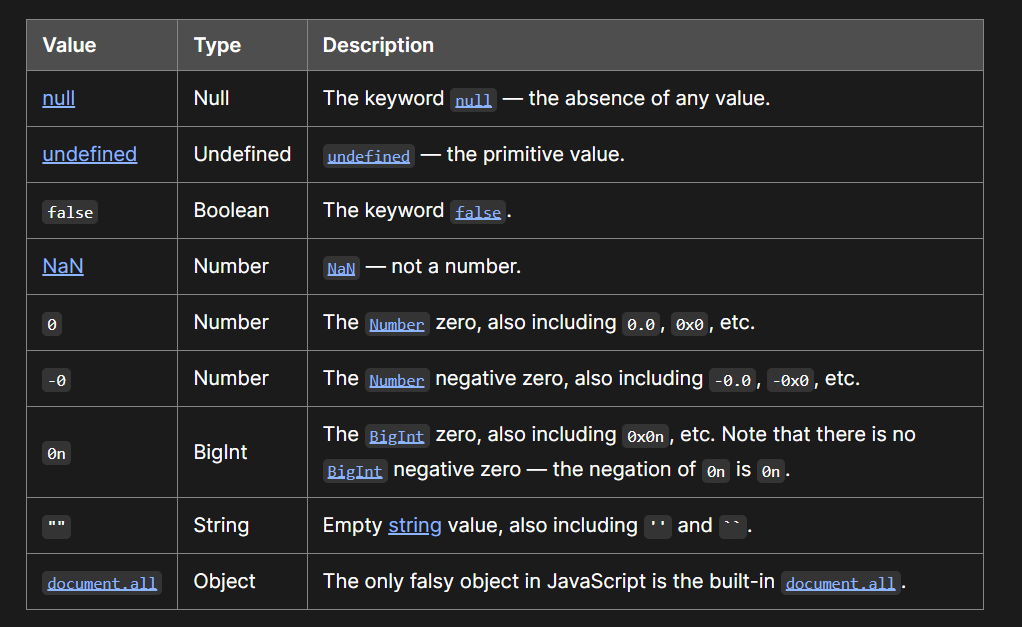 Value Type Description
null Null The keyword null — the absence of any value.
undefined Undefined undefined — the primitive value.
false Boolean The keyword false.
NaN Number NaN — not a number.
0 Number The Number zero, also including 0.0, 0x0, etc.
-0 Number The Number negative zero, also including -0.0, -0x0, etc.
0n BigInt The BigInt zero, also including 0x0n, etc. Note that there is no
BigInt negative zero — the negation of 0n is 0n.
"" String Empty string value, also including '' and ``.
document.all Object The only falsy object in JavaScript is the built-in document.all.